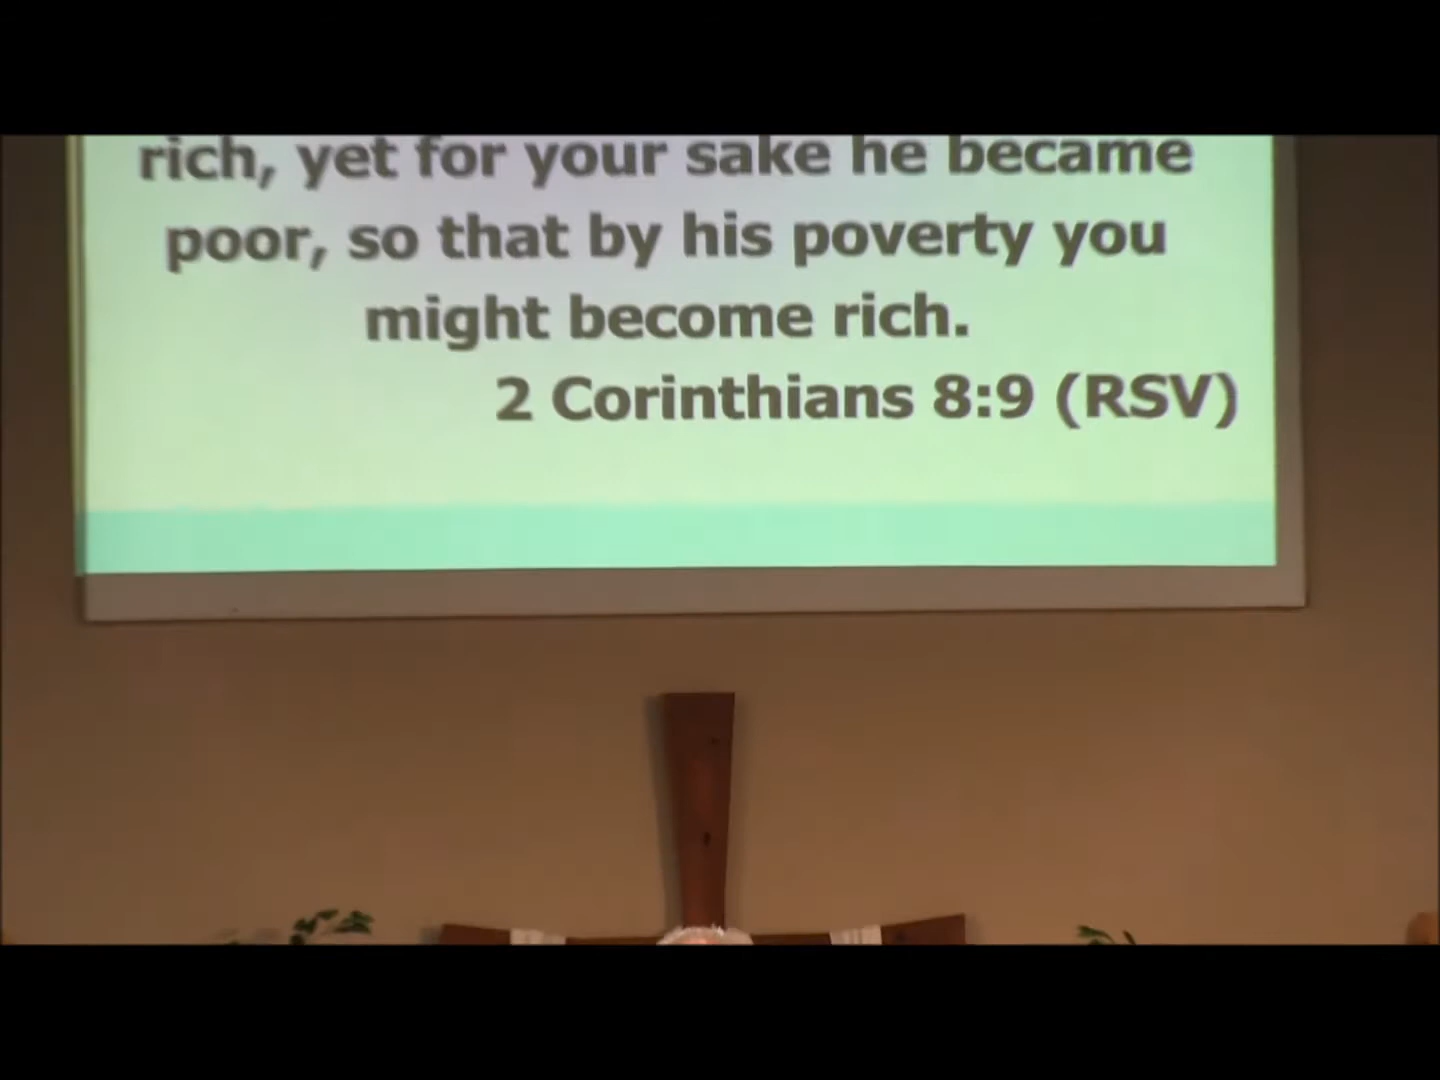 rich, yet for your sake he became
poor, so that by his poverty you
might become rich.
2 Corinthians 8:9 (RSV)